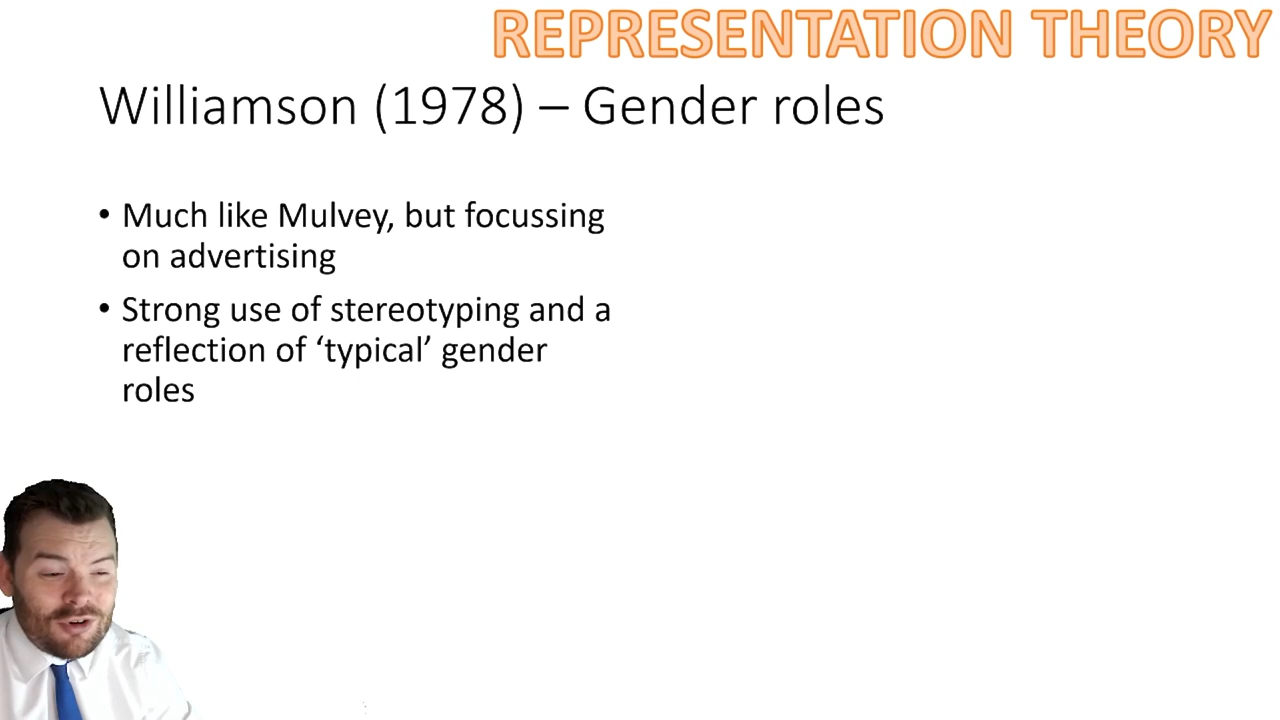 REPRESENTATION THEORY
Williamson (1978) – Gender roles
• Much like Mulvey, but focussing
on advertising
• Strong use of stereotyping and a
reflection of ‘typical’ gender
roles